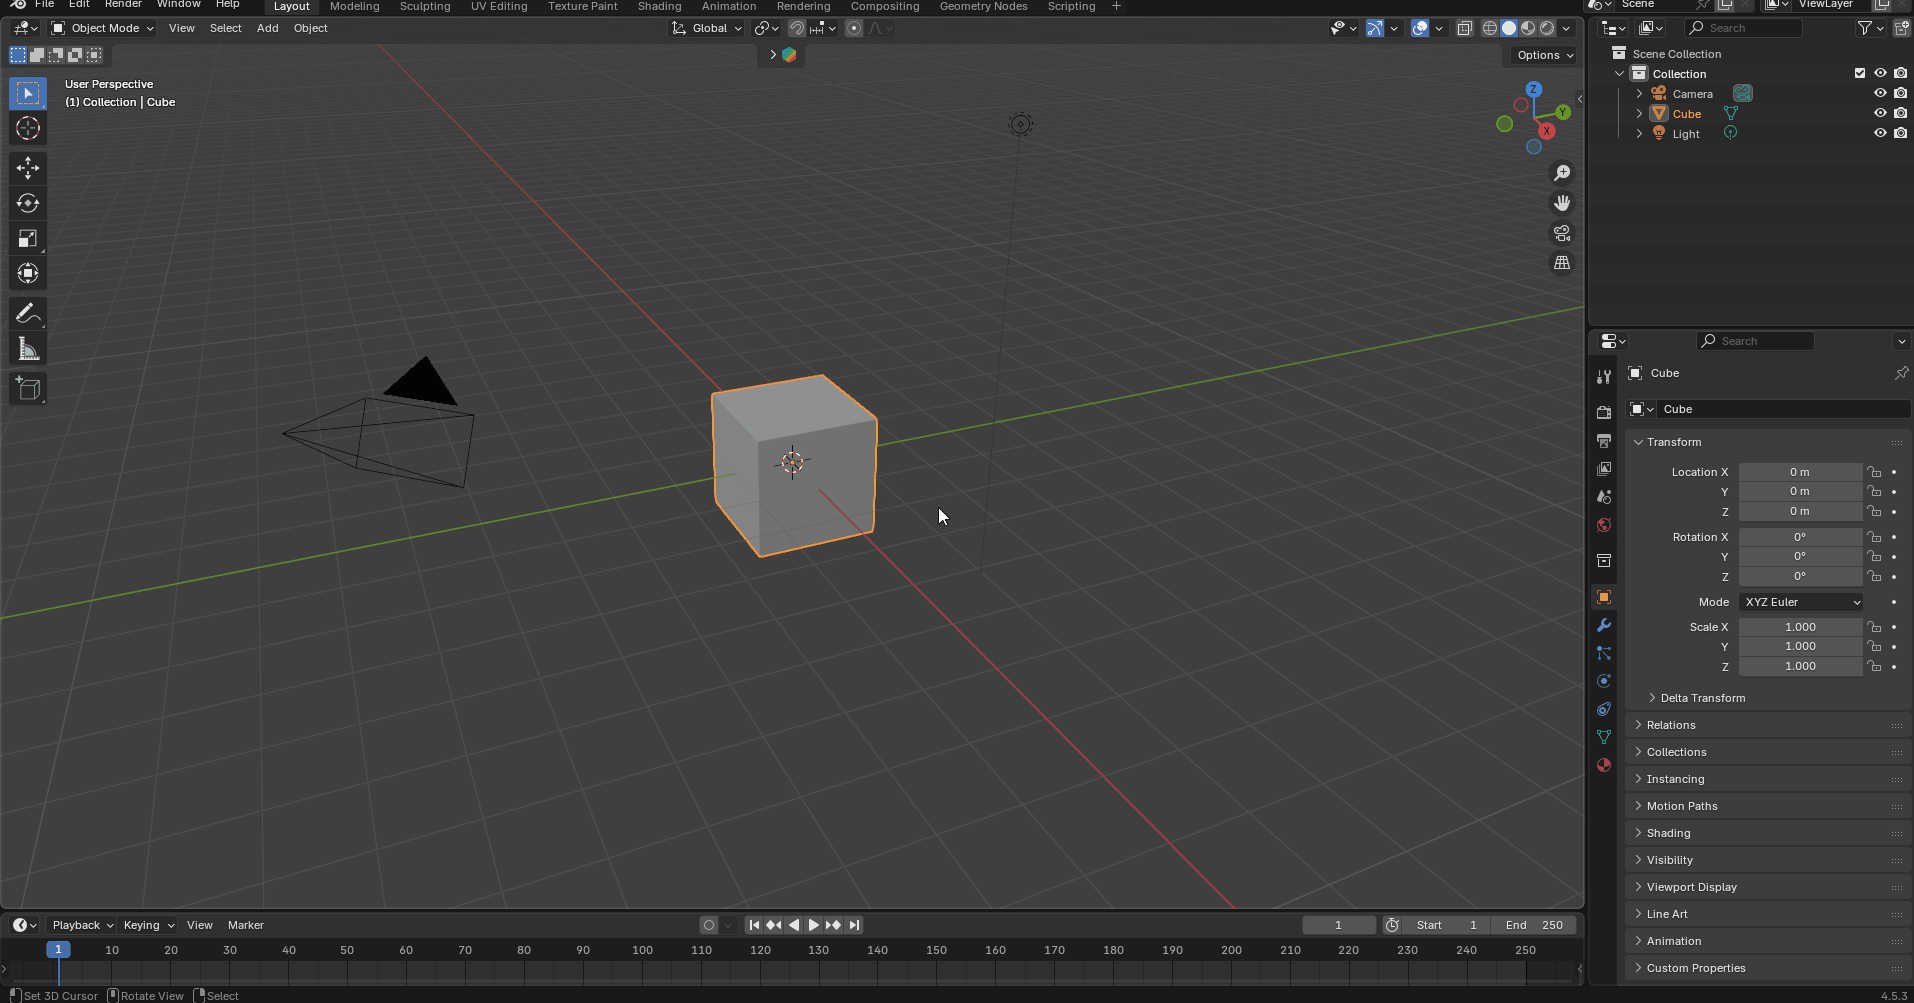 File Edit Render Window Help Layout Modeling Sculpting UV Editing Texture Paint Shading Animation Rendering Compositing Geometry Nodes Scripting + Scene ViewLayer
Object Mode View Select Add Object Global Search
Options
User Perspective
(1) Collection | Cube
Z
Y
X
Scene Collection
Collection
Camera
Cube
Light
Search
Cube
Cube
Transform
Location X 0 m
Y 0 m
Z 0 m
Rotation X 0°
Y 0°
Z 0°
Mode XYZ Euler
Scale X 1.000
Y 1.000
Z 1.000
Delta Transform
Relations
Collections
Instancing
Motion Paths
Shading
Visibility
Viewport Display
Line Art
Animation
Custom Properties
Playback Keying View Marker 1 Start 1 End 250
1 10 20 30 40 50 60 70 80 90 100 110 120 130 140 150 160 170 180 190 200 210 220 230 240 250
Set 3D Cursor Rotate View Select 4.5.3